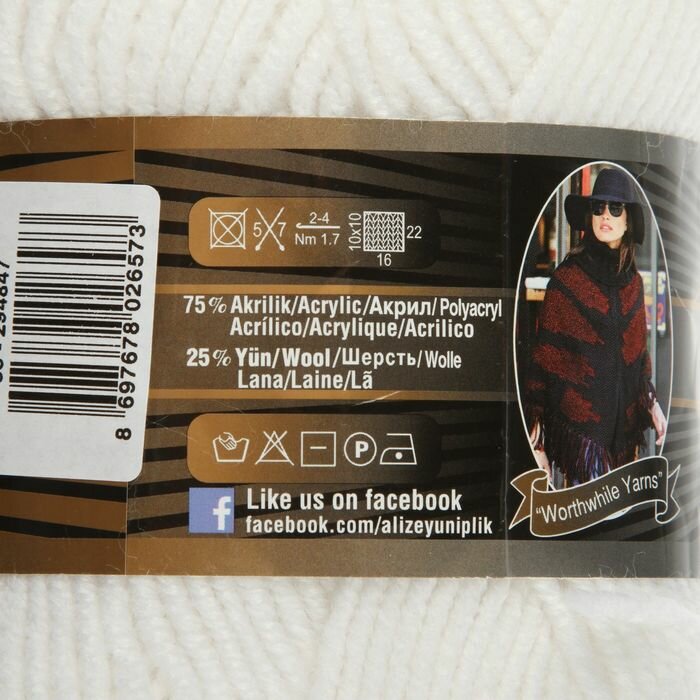 5 7
2-4
Nm 1.7
10x10
22
16
75% Akrilik/Acrylic/Акрил/Polyacryl
Acrílico/Acrylique/Acrilico
25% Yün/Wool/Шерсть/Wolle
Lana/Laine/Lã
P
Like us on facebook
facebook.com/alizeyuniplik
"Worthwhile Yarns"
8 697678 026573